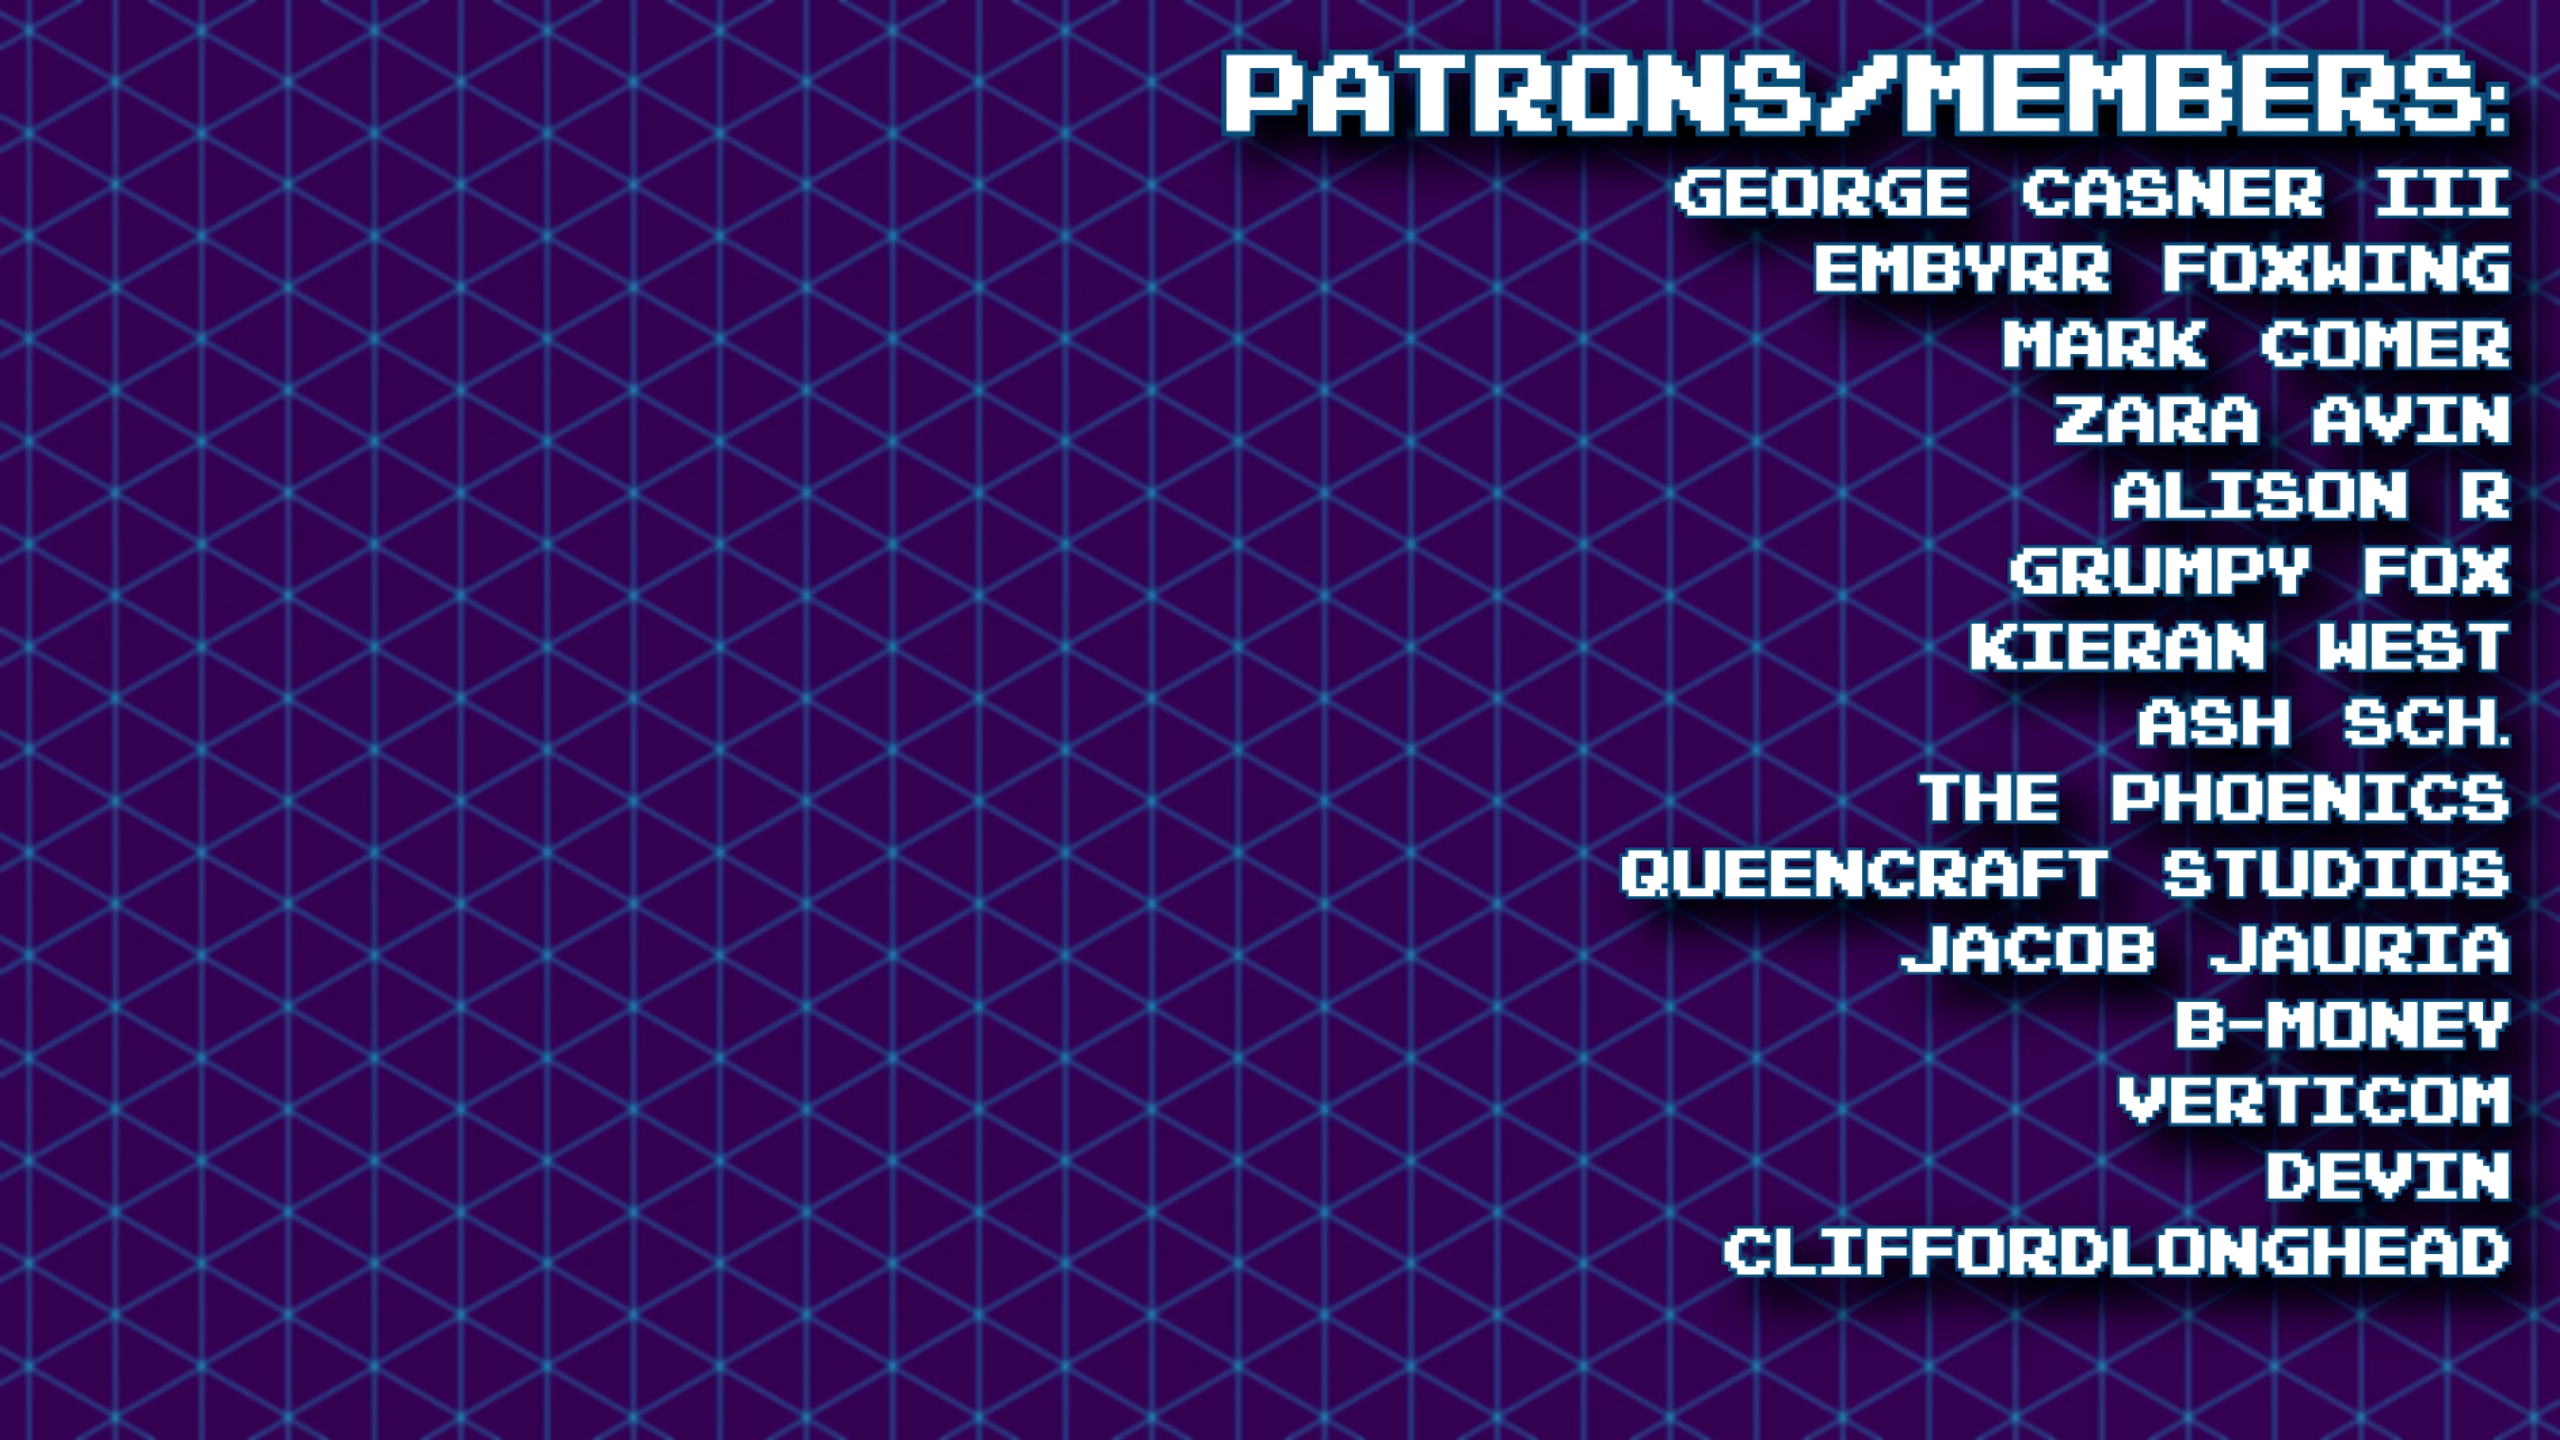 PATRONS/MEMBERS:
GEORGE CASNER III
EMBYRR FOXWING
MARK COMER
ZARA AVIN
ALISON R
GRUMPY FOX
KIERAN WEST
ASH SCH.
THE PHOENICS
QUEENCRAFT STUDIOS
JACOB JAURIA
B-MONEY
VERTICOM
DEVIN
CLIFFORDLONGHEAD